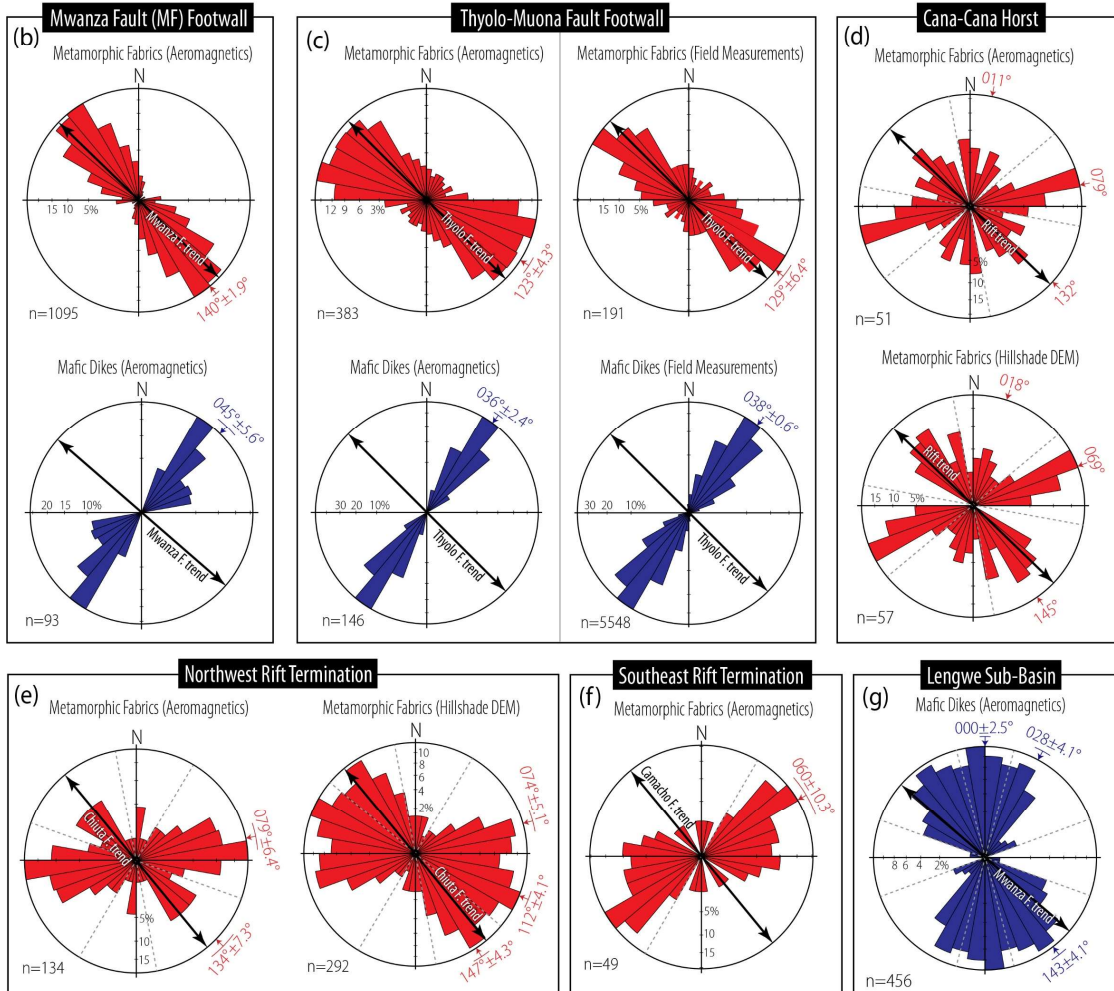 (b)
Mwanza Fault (MF) Footwall
Metamorphic Fabrics (Aeromagnetics)
N
15 10 5%
Mwanza F. trend
140°±1.9°
n=1095
Mafic Dikes (Aeromagnetics)
N
045°±5.6°
20 15 10%
Mwanza F. trend
n=93
(c)
Thyolo-Muona Fault Footwall
Metamorphic Fabrics (Aeromagnetics)
N
12 9 6 3%
Thyolo F. trend
123°±4.3°
n=383
Metamorphic Fabrics (Field Measurements)
N
15 10 5%
Thyolo F. trend
129°±6.4°
n=191
Mafic Dikes (Aeromagnetics)
N
036°±2.4°
30 20 10%
Thyolo F. trend
n=146
Mafic Dikes (Field Measurements)
N
038°±0.6°
30 20 10%
Thyolo F. trend
n=5548
(d)
Cana-Cana Horst
Metamorphic Fabrics (Aeromagnetics)
N
011°
079°
Rift trend
5%
10
15
132°
n=51
Metamorphic Fabrics (Hillshade DEM)
N
018°
069°
Rift trend
15 10 5%
145°
n=57
(e)
Northwest Rift Termination
Metamorphic Fabrics (Aeromagnetics)
N
079°±6.4°
Chiuta F. trend
5%
10
15
134°±7.3°
n=134
Metamorphic Fabrics (Hillshade DEM)
N
10
8
6
4
2%
074°±5.1°
112°±4.1°
Chiuta F. trend
147°±4.3°
n=292
(f)
Southeast Rift Termination
Metamorphic Fabrics (Aeromagnetics)
N
Camacho F. trend
060±10.3°
5%
10
15
n=49
(g)
Lengwe Sub-Basin
Mafic Dikes (Aeromagnetics)
000±2.5°
028±4.1°
8 6 4 2%
Mwanza F. trend
143±4.1°
n=456